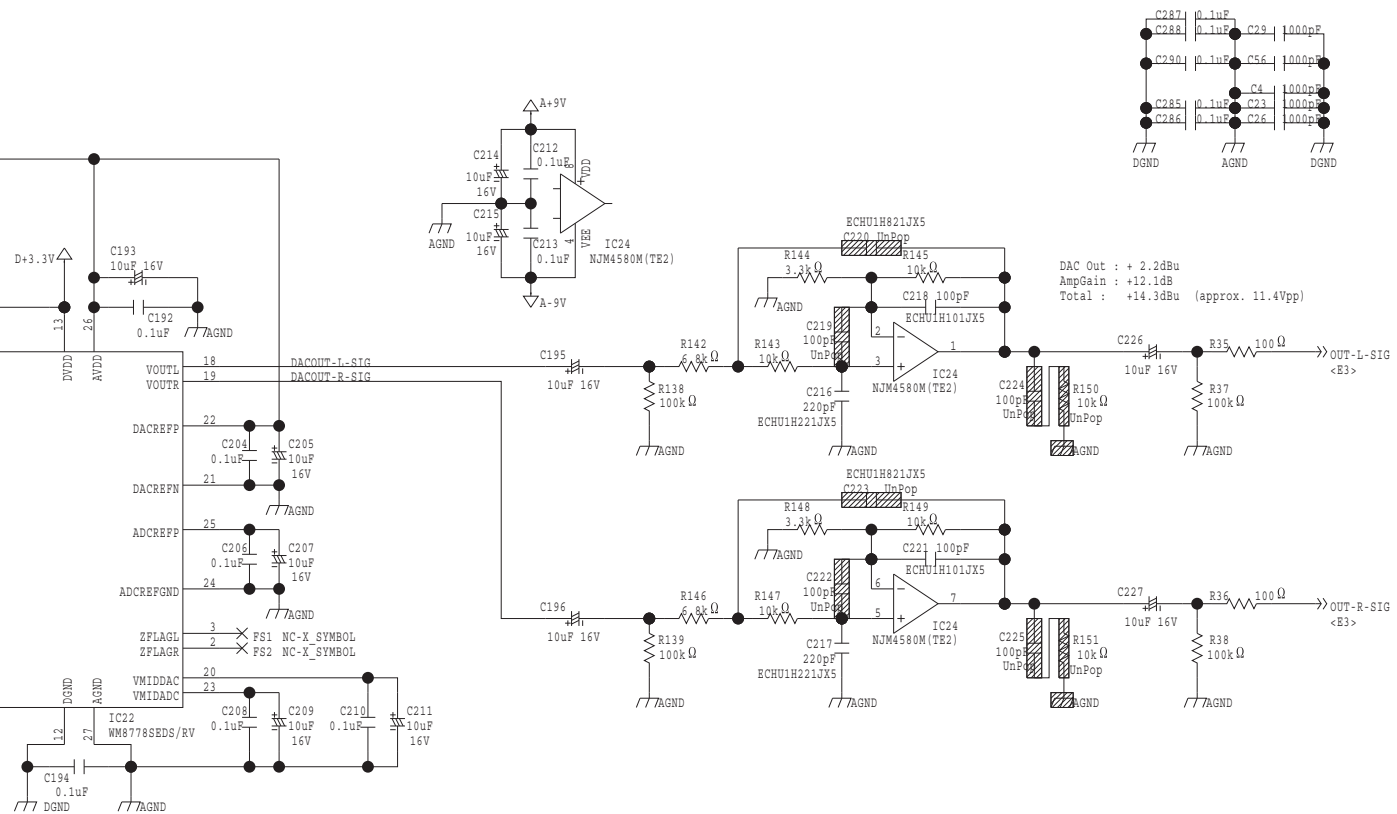 C287 0.1uF
C288 0.1uF C29 1000pF
C290 0.1uF C56 1000pF
C4 1000pF
C285 0.1uF C23 1000pF
C286 0.1uF C26 1000pF
DGND AGND DGND
A+9V
C214
10uF
16V
C212
0.1uF
8
VDD
C215
10uF
16V
C213
0.1uF
4
VEE
IC24
NJM4580M(TE2)
AGND
A-9V
D+3.3V
C193
10uF 16V
C192
0.1uF
AGND
13
26
DVDD
AVDD
VOUTL 18 DACOUT-L-SIG
VOUTR 19 DACOUT-R-SIG
DACREFP 22
C204
0.1uF
C205
10uF
16V
DACREFN 21
AGND
ADCREFP 25
C206
0.1uF
C207
10uF
16V
ADCREFGND 24
AGND
ZFLAGL 3 FS1 NC-X_SYMBOL
ZFLAGR 2 FS2 NC-X_SYMBOL
VMIDDAC 20
VMIDADC 23
C208
0.1uF
C209
10uF
16V
C210
0.1uF
C211
10uF
16V
DGND
AGND
IC22
WM8778SEDS/RV
12
27
C194
0.1uF
DGND AGND
ECHU1H821JX5
C220 UnPop
R144
3.3kΩ
R145
10kΩ
AGND
C218 100pF
ECHU1H101JX5
C219
100pF
UnPop
C195
10uF 16V
R142
6.8kΩ
R143
10kΩ
R138
100kΩ
AGND
2
3
1
IC24
NJM4580M(TE2)
C216
220pF
ECHU1H221JX5
AGND
DAC Out : + 2.2dBu
AmpGain : +12.1dB
Total : +14.3dBu (approx. 11.4Vpp)
C224
100pF
UnPop
R150
10kΩ
UnPop
AGND
C226
10uF 16V
R35 100Ω
R37
100kΩ
AGND
OUT-L-SIG
<E3>
ECHU1H821JX5
C223 UnPop
R148
3.3kΩ
R149
10kΩ
AGND
C221 100pF
ECHU1H101JX5
C222
100pF
UnPop
C196
10uF 16V
R146
6.8kΩ
R147
10kΩ
R139
100kΩ
AGND
6
5
7
IC24
NJM4580M(TE2)
C217
220pF
ECHU1H221JX5
AGND
C225
100pF
UnPop
R151
10kΩ
UnPop
AGND
C227
10uF 16V
R36 100Ω
R38
100kΩ
AGND
OUT-R-SIG
<E3>